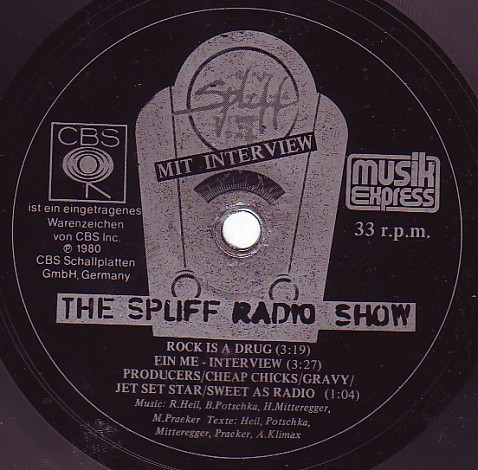 Spliff
MIT INTERVIEW
CBS
ist ein eingetragenes
Warenzeichen
von CBS Inc.
℗ 1980
CBS Schallplatten
GmbH, Germany
musik
EXPRESS
33 r.p.m.
THE SPLIFF RADIO SHOW
ROCK IS A DRUG (3:19)
EIN ME - INTERVIEW (3:27)
PRODUCERS/CHEAP CHICKS/GRAVY/
JET SET STAR/SWEET AS RADIO (1:04)
Music: R.Heil, B.Potschka, H.Mitteregger,
M.Praeker Texte: Heil, Potschka,
Mitteregger, Praeker, A.Klimax